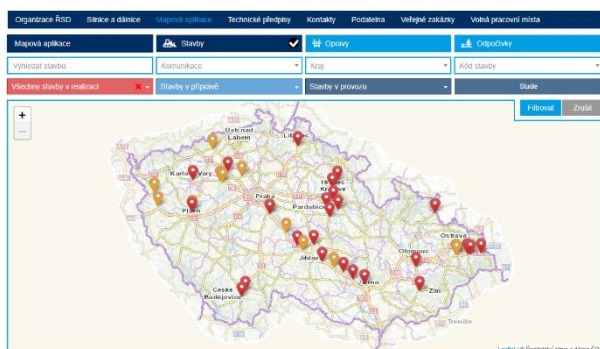 Organizace ŘSD Silnice a dálnice Mapová aplikace Technické předpisy Kontakty Podatelna Veřejné zakázky Volná pracovní místa
Mapová aplikace Stavby Opravy Odpočívky
Vyhledat stavbu Komunikace Kraj Kód stavby
Všechny stavby v realizaci × Stavby v přípravě Stavby v provozu Studie
Filtrovat Zrušit
+
−
Ústí nad
Labem
Karlovy Vary
Hradec
Králové
Praha
Pardubice
Plzeň
Ostrava
Olomouc
Jihlava
Brno
Zlín
České
Budějovice
Trenčín